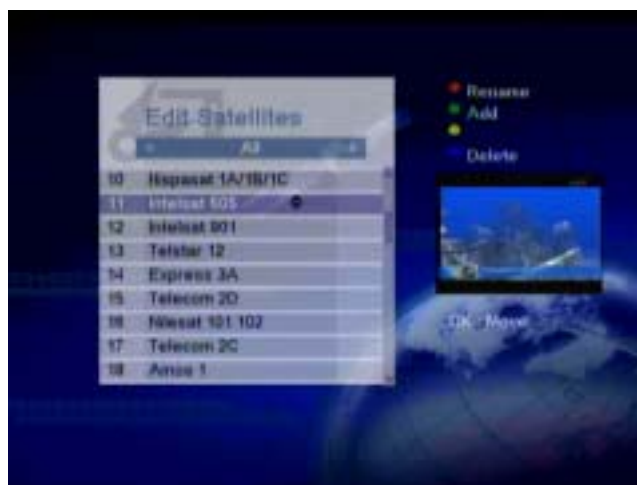 Edit Satellites
All
10 Hispasat 1A/1B/1C
11 Intelsat 605
12 Intelsat 801
13 Telstar 12
14 Express 3A
15 Telecom 2D
16 Nilesat 101 102
17 Telecom 2C
18 Amos 1
Rename
Add
Delete
OK : Move